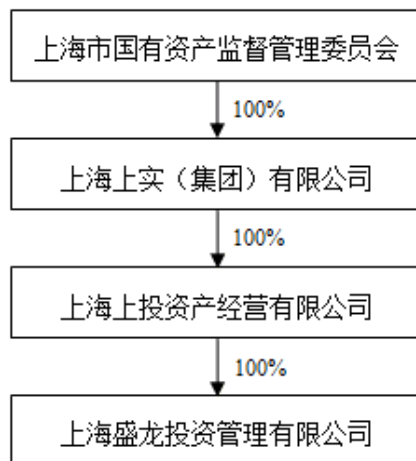 上海市国有资产监督管理委员会
100%
上海上实（集团）有限公司
100%
上海上投资产经营有限公司
100%
上海盛龙投资管理有限公司